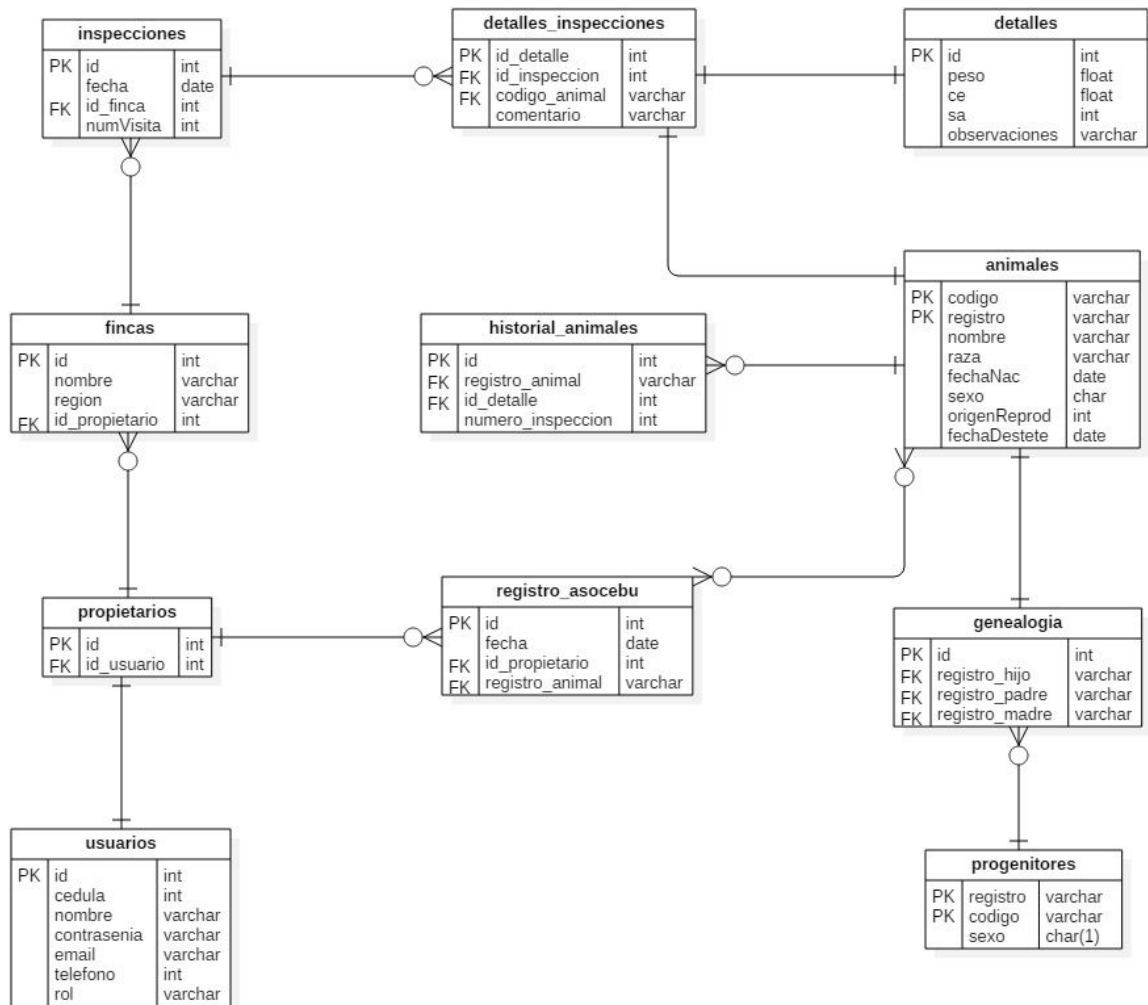 inspecciones
PK id int
fecha date
FK id_finca int
numVisita int
detalles_inspecciones
PK id_detalle int
FK id_inspeccion int
FK codigo_animal varchar
comentario varchar
detalles
PK id int
peso float
ce float
sa int
observaciones varchar
animales
PK codigo varchar
PK registro varchar
nombre varchar
raza varchar
fechaNac date
sexo char
origenReprod int
fechaDestete date
fincas
PK id int
nombre varchar
region varchar
FK id_propietario int
historial_animales
PK id int
FK registro_animal varchar
FK id_detalle int
numero_inspeccion int
propietarios
PK id int
FK id_usuario int
registro_asocebu
PK id int
fecha date
FK id_propietario int
FK registro_animal varchar
genealogia
PK id int
FK registro_hijo varchar
FK registro_padre varchar
FK registro_madre varchar
usuarios
PK id int
cedula int
nombre varchar
contrasenia varchar
email varchar
telefono int
rol varchar
progenitores
PK registro varchar
PK codigo varchar
sexo char(1)